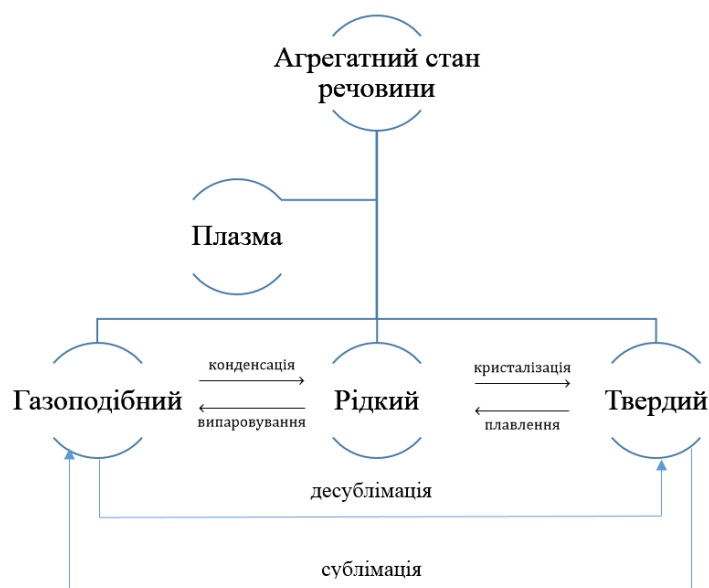 Агрегатний стан
речовини
Плазма
конденсація
кристалізація
Газоподібний
Рідкий
Твердий
випаровування
плавлення
десублімація
сублімація